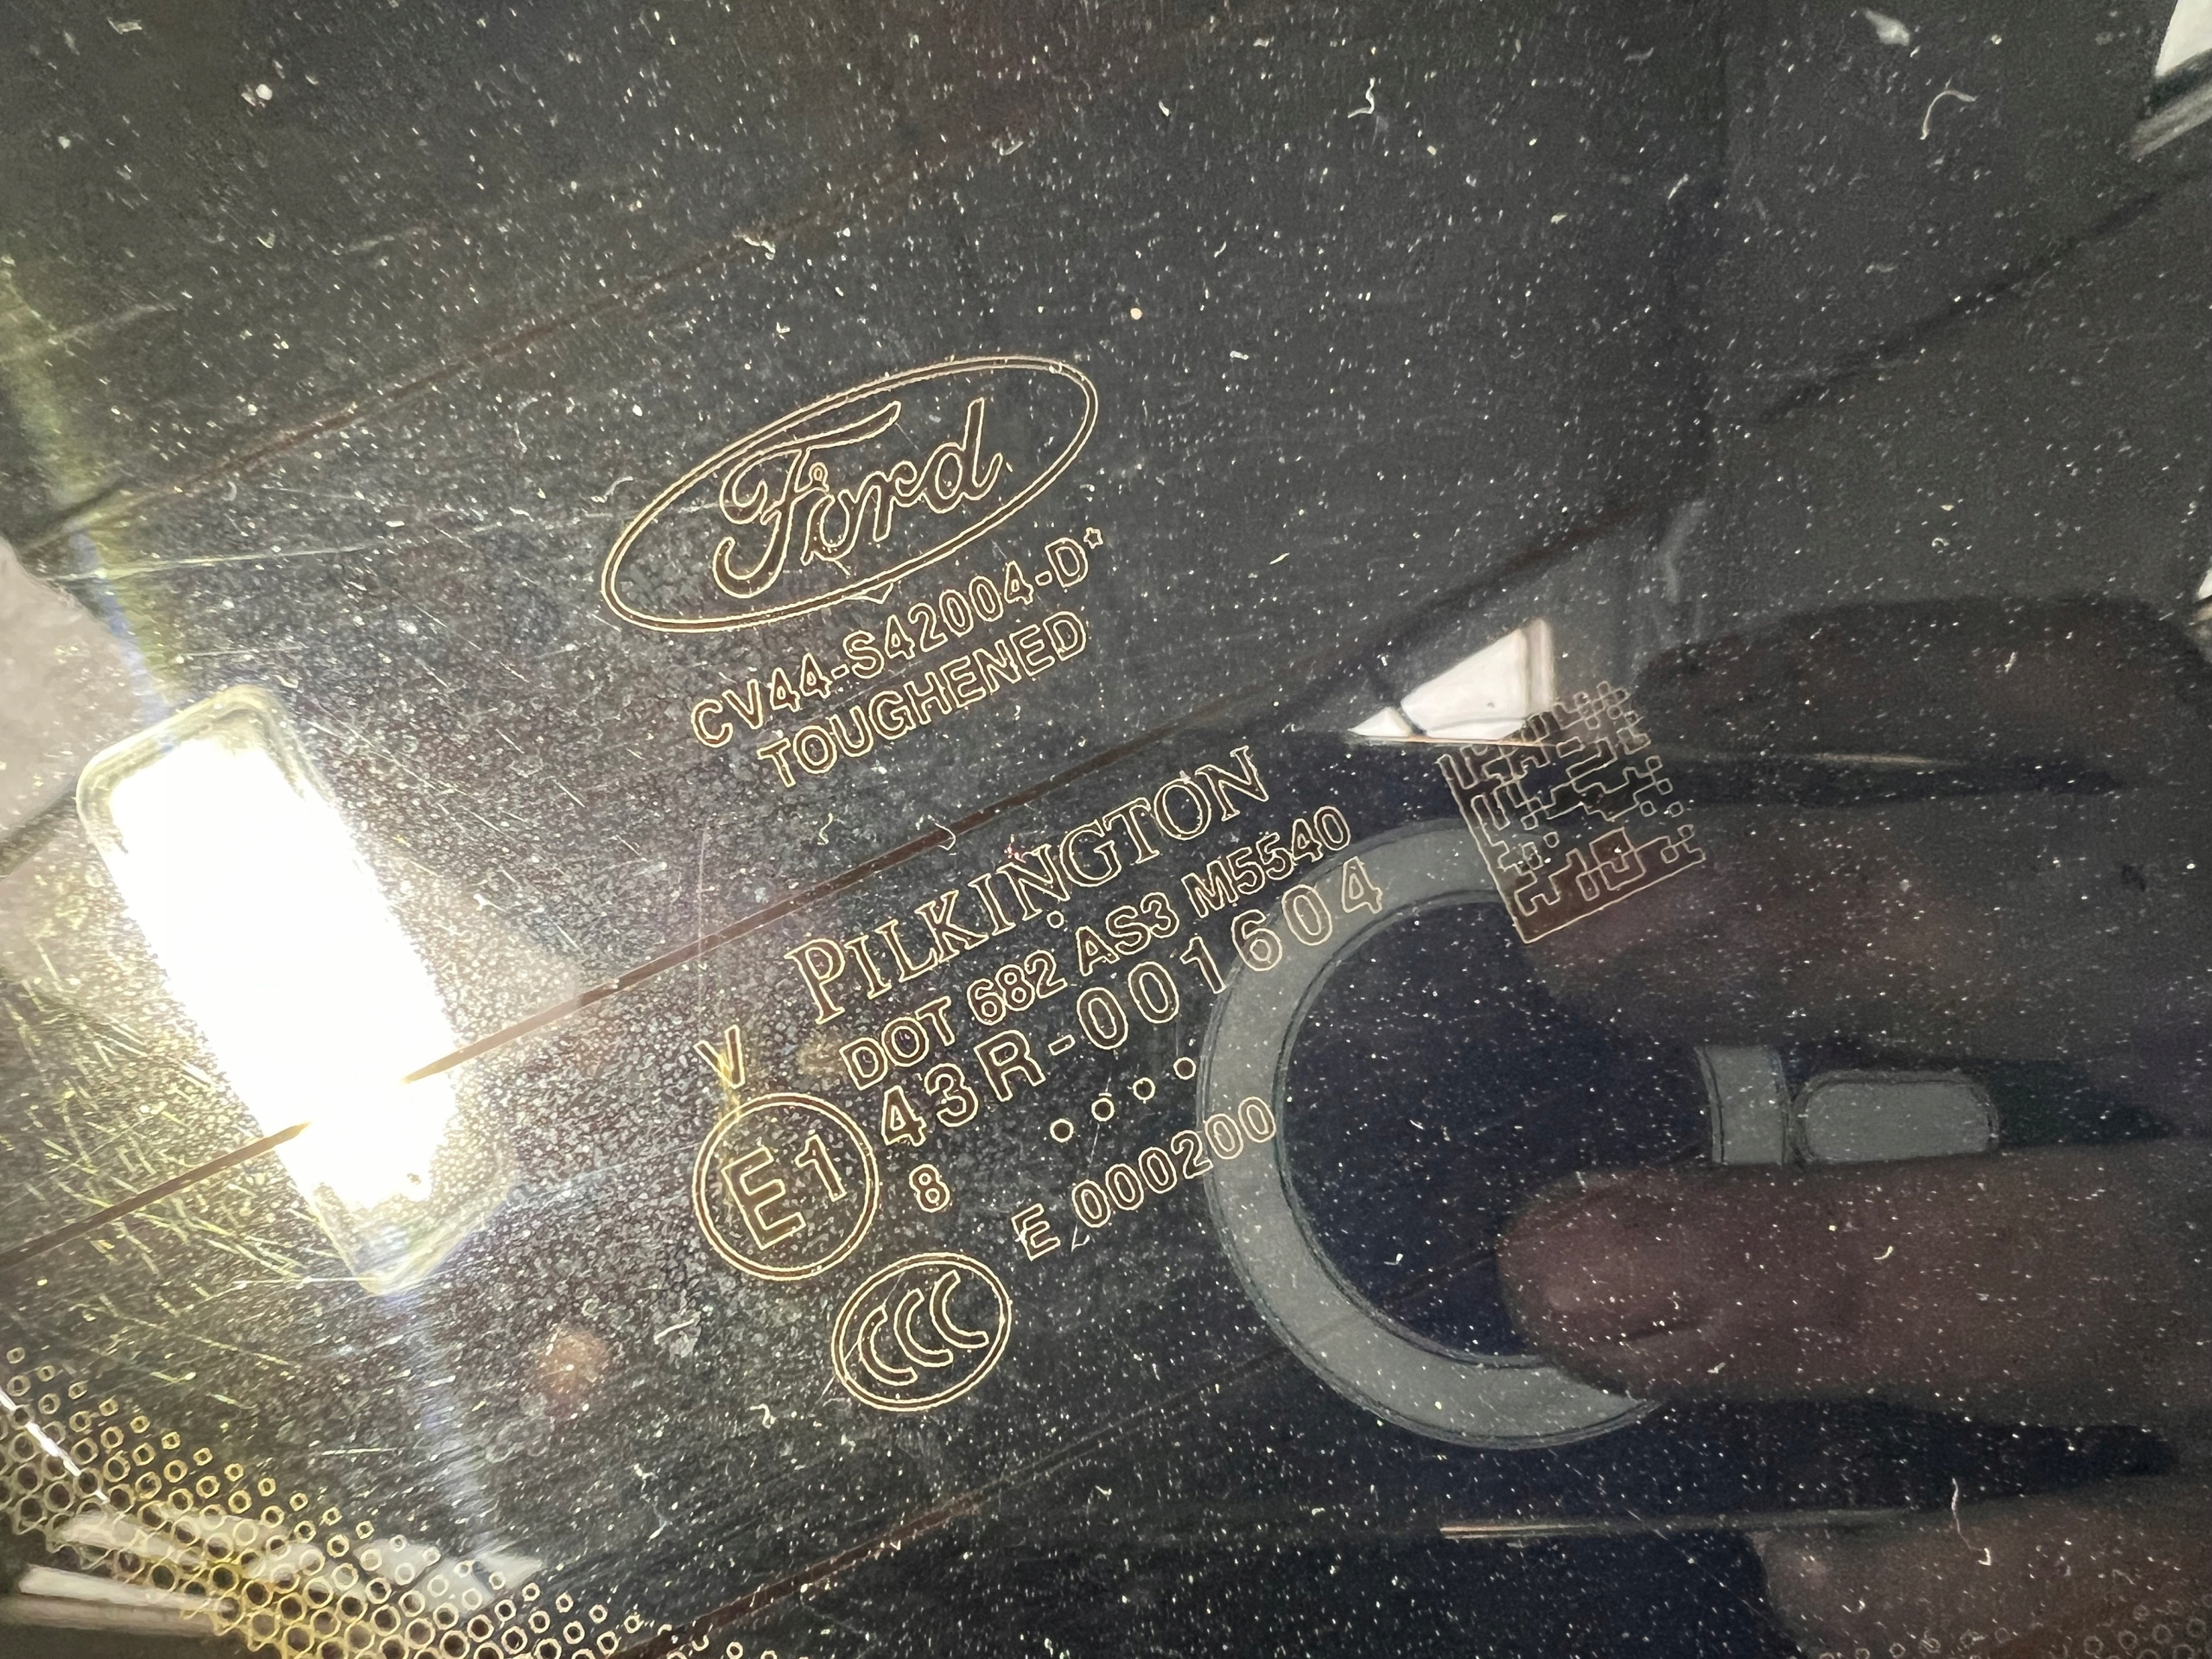 Ford
CV44-S42004-D*
TOUGHENED
PILKINGTON
DOT 682 AS3 M5540
V
43R-001604
E1
8 ....
E 000200
CCC